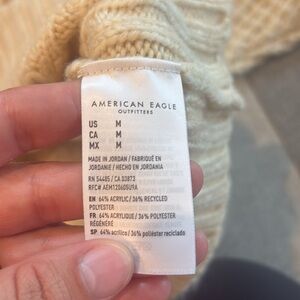 AMERICAN EAGLE
OUTFITTERS
US M
CA M
MX M
MADE IN JORDAN / FABRIQUÉ EN
JORDANIE / HECHO EN JORDANIA
RN 54485 / CA 03873
RFC# AEM120605U9A
EN 64% ACRYLIC / 36% RECYCLED
POLYESTER
FR 64% ACRYLIQUE / 36% POLYESTER
RÉGÉNÉRÉ
SP 64% acrílico / 36% poliéster reciclado